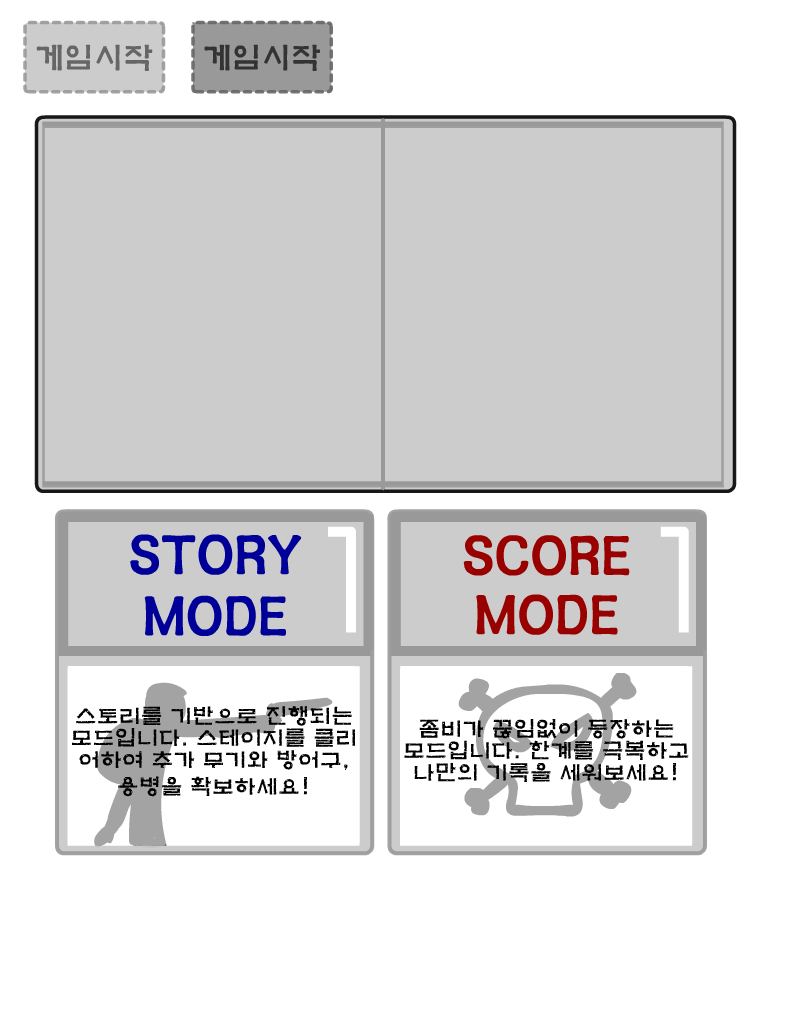 게임시작
게임시작
STORY
MODE
스토리를 기반으로 진행되는
모드입니다. 스테이지를 클리
어하여 추가 무기와 방어구,
용병을 확보하세요!
SCORE
MODE
좀비가 끊임없이 등장하는
모드입니다. 한계를 극복하고
나만의 기록을 세워보세요!